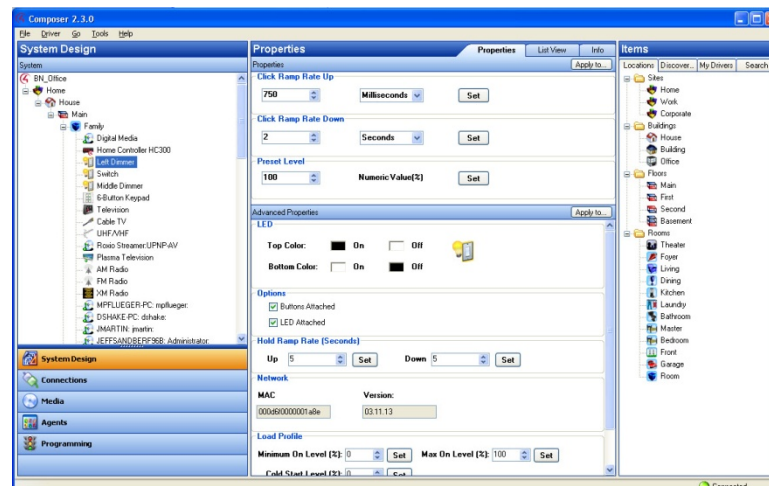 Composer 2.3.0
File Driver Go Tools Help
System Design
System
BN_Office
Home
House
Main
Family
Digital Media
Home Controller HC300
Left Dimmer
Switch
Middle Dimmer
6-Button Keypad
Television
Cable TV
UHF/VHF
Roxio Streamer:UPNP-AV
Plasma Television
AM Radio
FM Radio
XM Radio
MPFLUEGER-PC: mpflueger:
DSHAKE-PC: dshake:
JMARTIN: jmartin:
JEFFSANDBERF96B: Administrator:
System Design
Connections
Media
Agents
Programming
Properties
Properties List View Info
Properties Apply to...
Click Ramp Rate Up
750 Milliseconds Set
Click Ramp Rate Down
2 Seconds Set
Preset Level
100 Numeric Value(%) Set
Advanced Properties Apply to...
LED
Top Color: On Off
Bottom Color: On Off
Options
Buttons Attached
LED Attached
Hold Ramp Rate (Seconds)
Up 5 Set Down 5 Set
Network
MAC Version:
000d6f0000001a8e 03.11.13
Load Profile
Minimum On Level (%): 0 Set Max On Level (%): 100 Set
Cold Start Level (%): 0 Set
Items
Locations Discover... My Drivers Search
Sites
Home
Work
Corporate
Buildings
House
Building
Office
Floors
Main
First
Second
Basement
Rooms
Theater
Foyer
Living
Dining
Kitchen
Laundry
Bathroom
Master
Bedroom
Front
Garage
Room
Connected